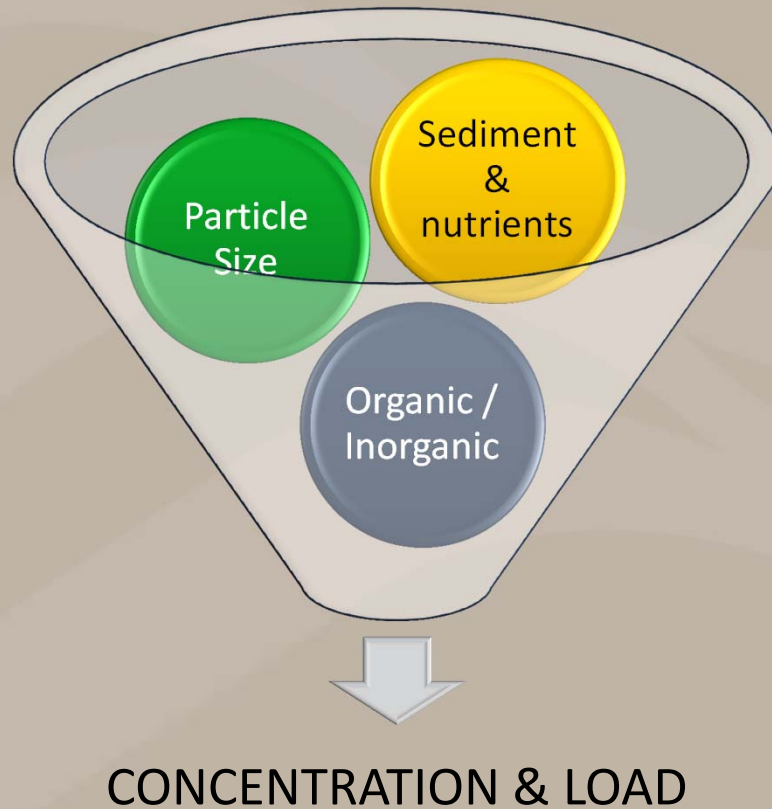 Sediment
&
nutrients
Particle
Size
Organic /
Inorganic
CONCENTRATION & LOAD